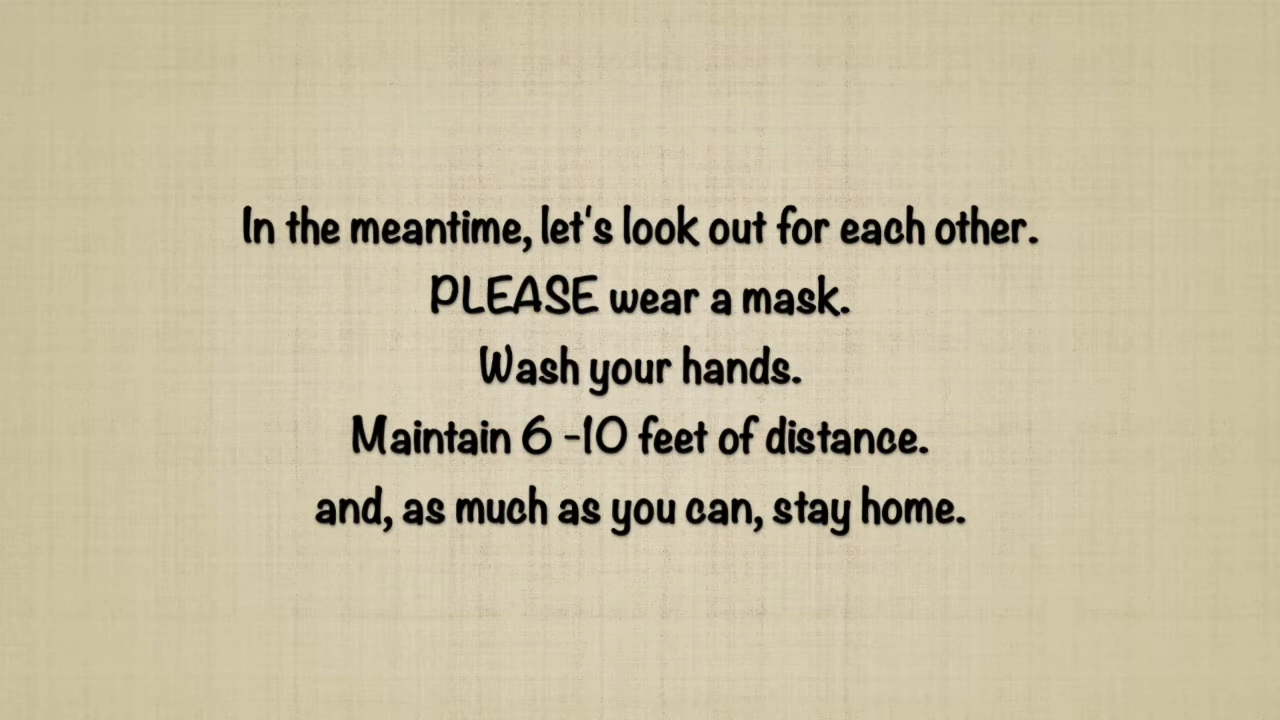 In the meantime, let's look out for each other.
PLEASE wear a mask.
Wash your hands.
Maintain 6 -10 feet of distance.
and, as much as you can, stay home.